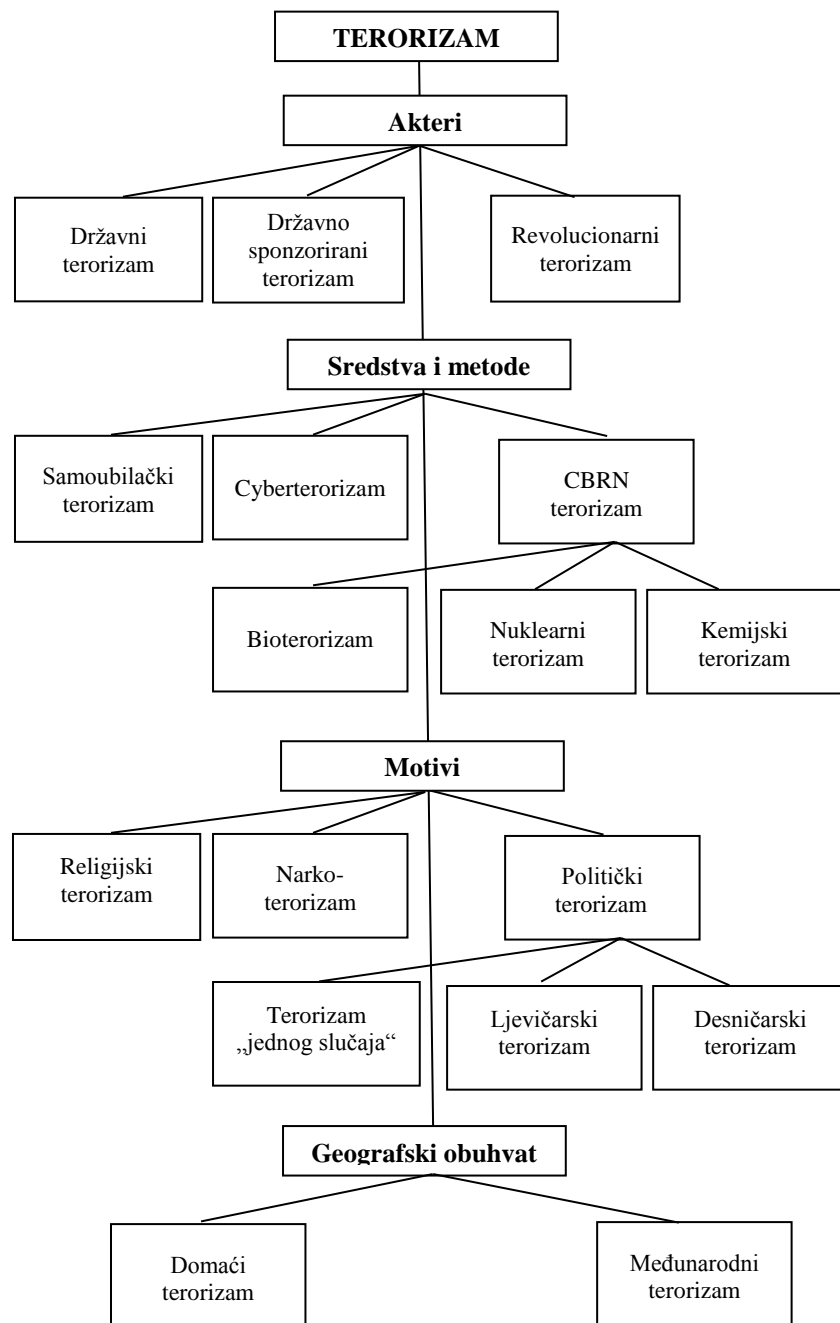 TERORIZAM
Akteri
Državni
terorizam
Državno
sponzorirani
terorizam
Revolucionarni
terorizam
Sredstva i metode
Samoubilački
terorizam
Cyberterorizam
CBRN
terorizam
Bioterorizam
Nuklearni
terorizam
Kemijski
terorizam
Motivi
Religijski
terorizam
Narko-
terorizam
Politički
terorizam
Terorizam
„jednog slučaja“
Ljevičarski
terorizam
Desničarski
terorizam
Geografski obuhvat
Domaći
terorizam
Međunarodni
terorizam